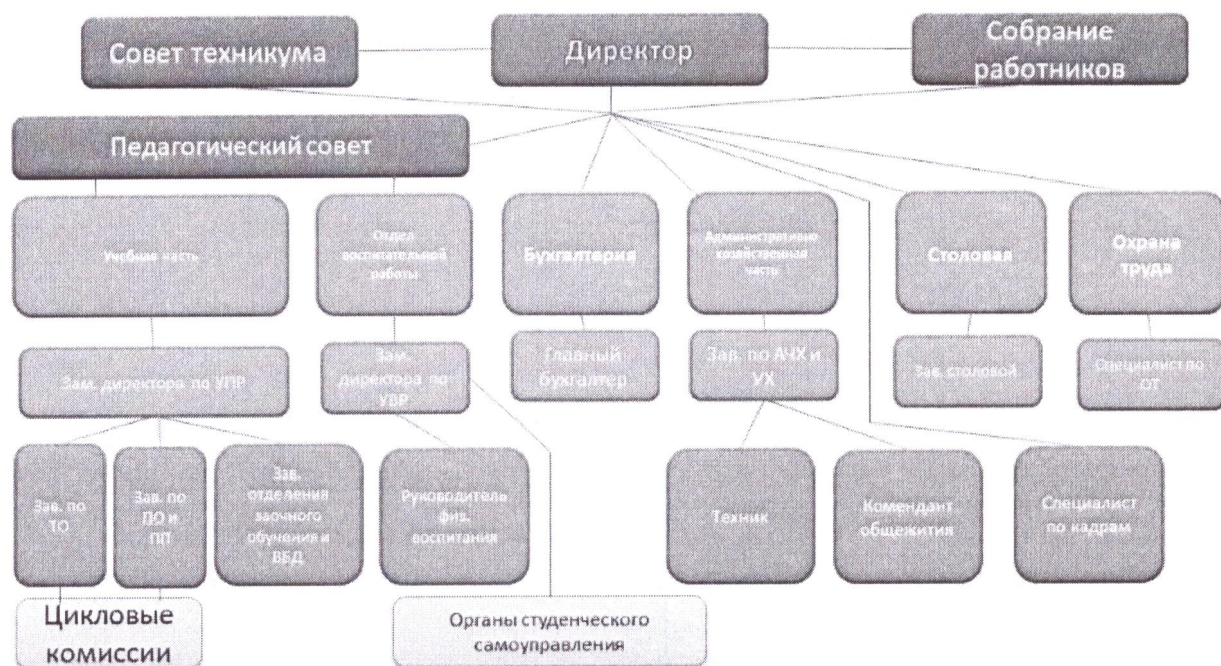 Совет техникума
Директор
Собрание
работников
Педагогический совет
Учебная часть
Отдел
воспитательной
работы
Бухгалтерия
Административно
хозяйственная
часть
Столовая
Охрана
труда
Зам. директора по УПР
Зам.
директора по
УВР
Главный
бухгалтер
Зав. по АЧХ и
УХ
Зав. столовой
Специалист по
ОТ
Зав. по
ТО
Зав. по
ПО и
ПП
Зав.
отделения
заочного
обучения и
ВБД
Руководитель
физ.
воспитания
Техник
Комендант
общежития
Специалист
по кадрам
Цикловые
комиссии
Органы студенческого
самоуправления